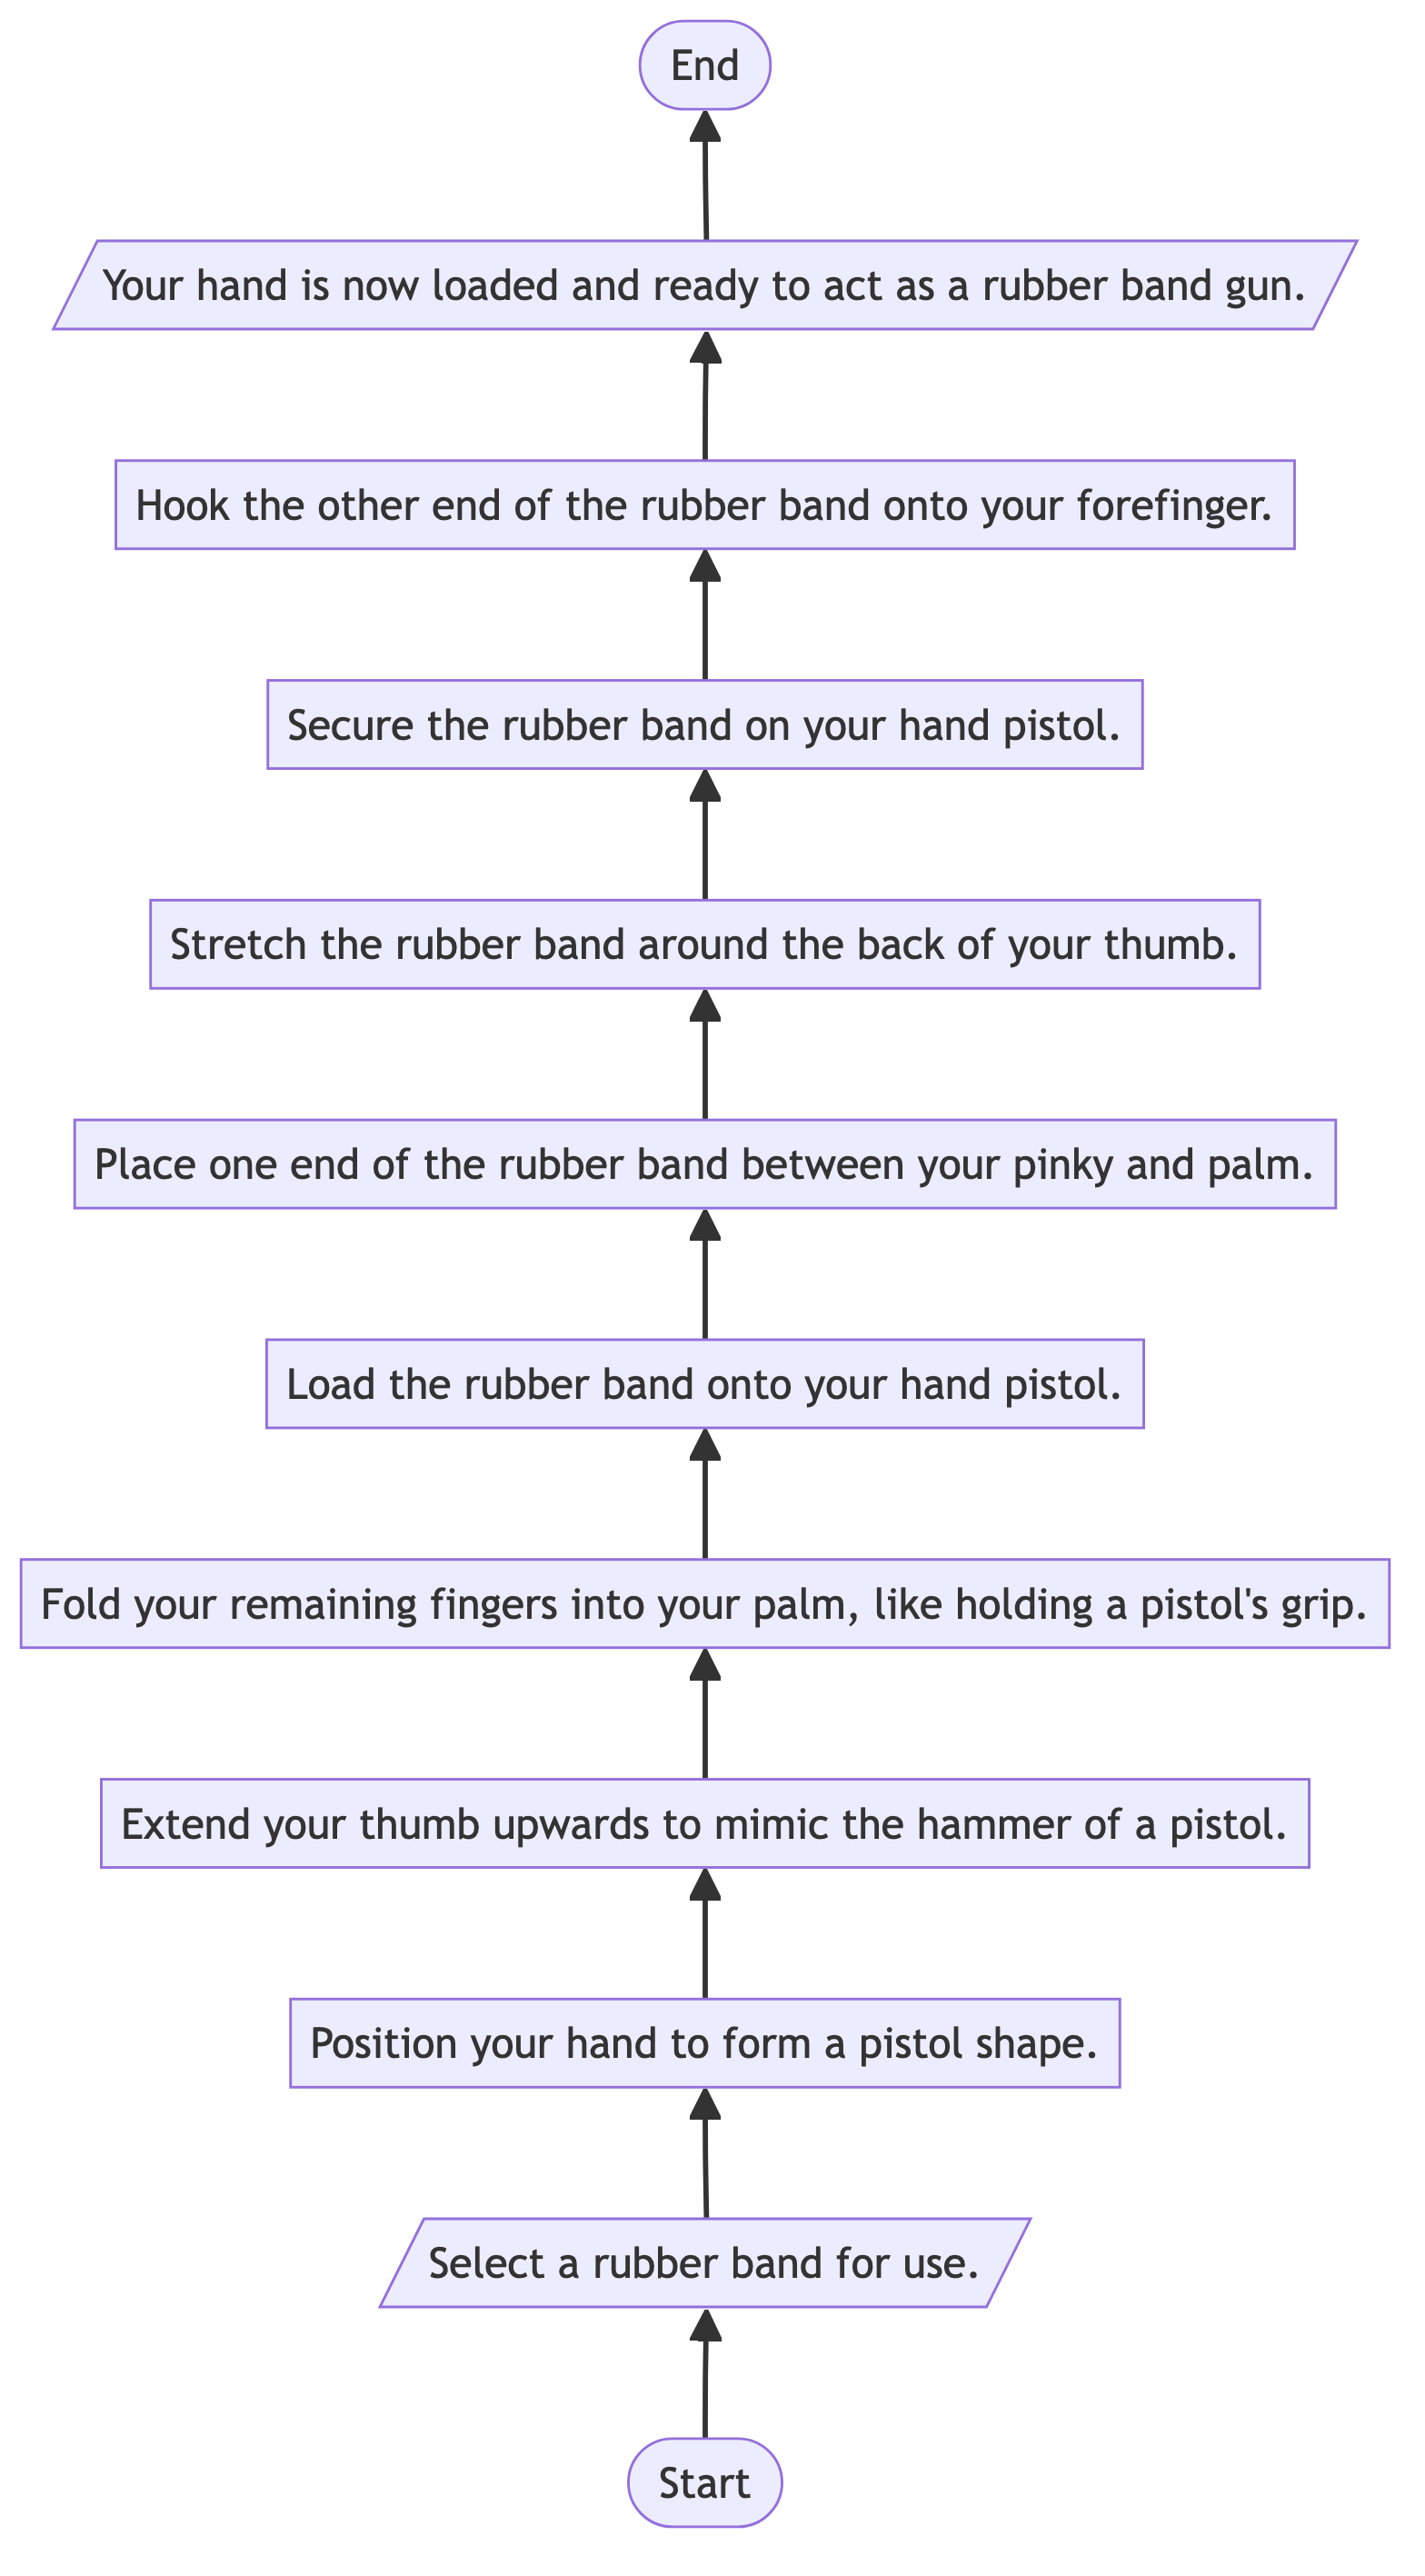 End
Your hand is now loaded and ready to act as a rubber band gun.
Hook the other end of the rubber band onto your forefinger.
Secure the rubber band on your hand pistol.
Stretch the rubber band around the back of your thumb.
Place one end of the rubber band between your pinky and palm.
Load the rubber band onto your hand pistol.
Fold your remaining fingers into your palm, like holding a pistol's grip.
Extend your thumb upwards to mimic the hammer of a pistol.
Position your hand to form a pistol shape.
Select a rubber band for use.
Start